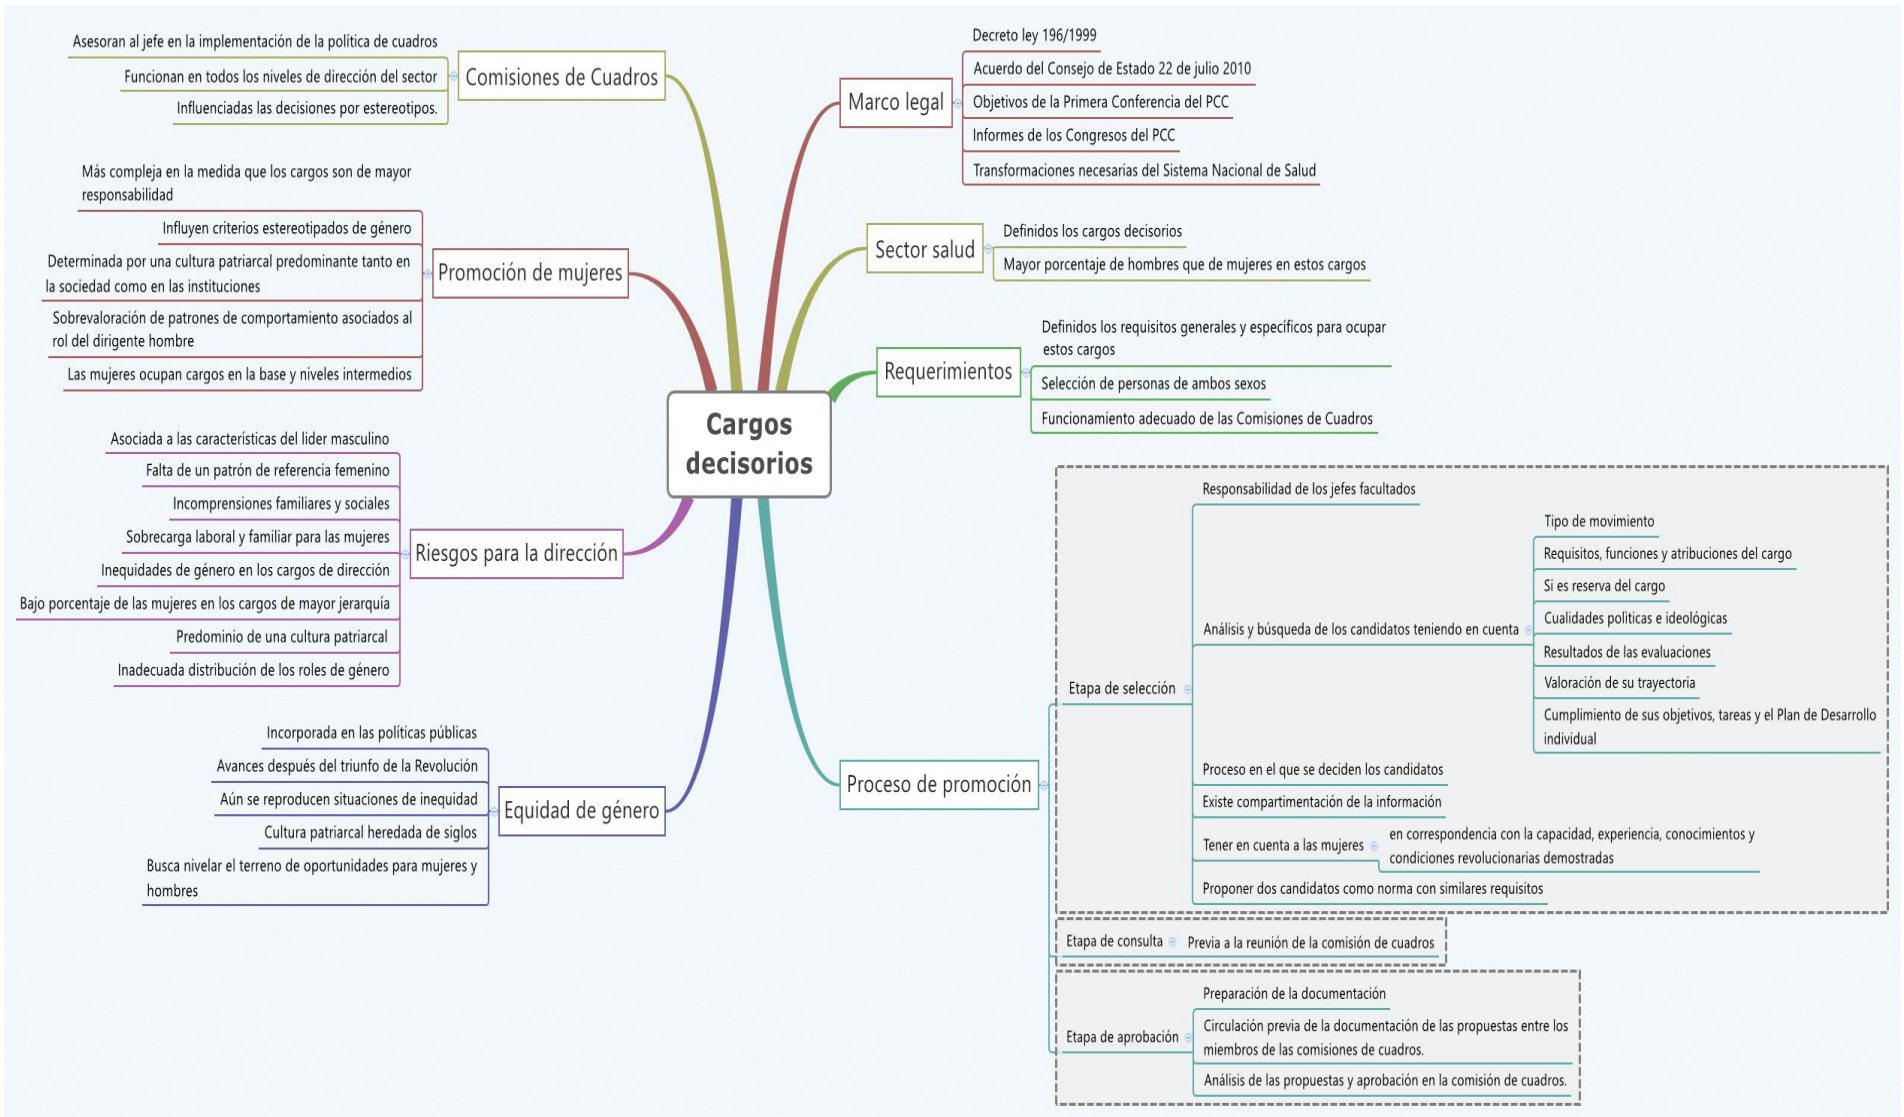 Cargos
decisorios
Comisiones de Cuadros
Asesoran al jefe en la implementación de la política de cuadros
Funcionan en todos los niveles de dirección del sector
Influenciadas las decisiones por estereotipos.
Promoción de mujeres
Más compleja en la medida que los cargos son de mayor
responsabilidad
Influyen criterios estereotipados de género
Determinada por una cultura patriarcal predominante tanto en
la sociedad como en las instituciones
Sobrevaloración de patrones de comportamiento asociados al
rol del dirigente hombre
Las mujeres ocupan cargos en la base y niveles intermedios
Riesgos para la dirección
Asociada a las características del lider masculino
Falta de un patrón de referencia femenino
Incomprensiones familiares y sociales
Sobrecarga laboral y familiar para las mujeres
Inequidades de género en los cargos de dirección
Bajo porcentaje de las mujeres en los cargos de mayor jerarquía
Predominio de una cultura patriarcal
Inadecuada distribución de los roles de género
Equidad de género
Incorporada en las políticas públicas
Avances después del triunfo de la Revolución
Aún se reproducen situaciones de inequidad
Cultura patriarcal heredada de siglos
Busca nivelar el terreno de oportunidades para mujeres y
hombres
Marco legal
Decreto ley 196/1999
Acuerdo del Consejo de Estado 22 de julio 2010
Objetivos de la Primera Conferencia del PCC
Informes de los Congresos del PCC
Transformaciones necesarias del Sistema Nacional de Salud
Sector salud
Definidos los cargos decisorios
Mayor porcentaje de hombres que de mujeres en estos cargos
Requerimientos
Definidos los requisitos generales y específicos para ocupar
estos cargos
Selección de personas de ambos sexos
Funcionamiento adecuado de las Comisiones de Cuadros
Proceso de promoción
Etapa de selección
Responsabilidad de los jefes facultados
Análisis y búsqueda de los candidatos teniendo en cuenta
Tipo de movimiento
Requisitos, funciones y atribuciones del cargo
Si es reserva del cargo
Cualidades polìticas e ideológicas
Resultados de las evaluaciones
Valoración de su trayectoria
Cumplimiento de sus objetivos, tareas y el Plan de Desarrollo
individual
Proceso en el que se deciden los candidatos
Existe compartimentación de la información
Tener en cuenta a las mujeres
en correspondencia con la capacidad, experiencia, conocimientos y
condiciones revolucionarias demostradas
Proponer dos candidatos como norma con similares requisitos
Etapa de consulta
Previa a la reunión de la comisión de cuadros
Etapa de aprobación
Preparación de la documentación
Circulación previa de la documentación de las propuestas entre los
miembros de las comisiones de cuadros.
Análisis de las propuestas y aprobación en la comisión de cuadros.